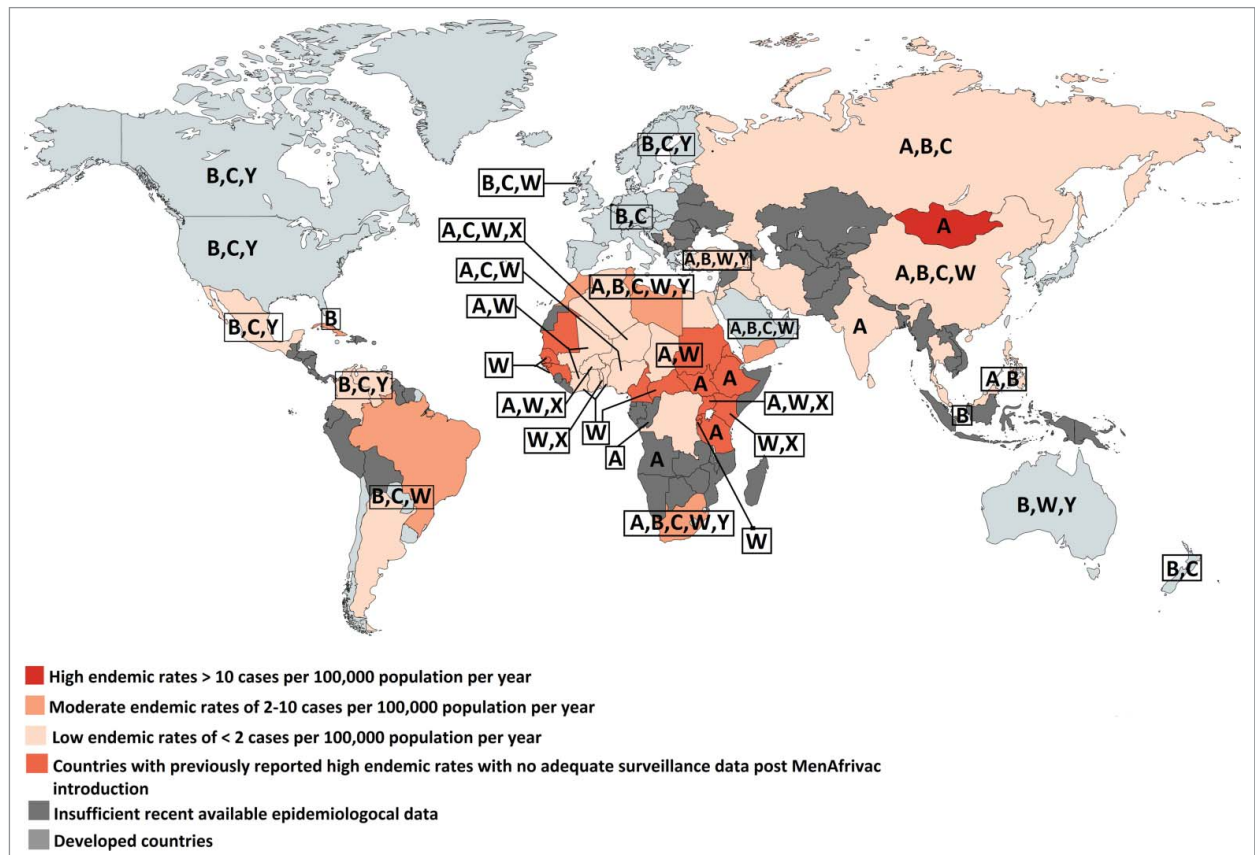 A,B,C
B,C,Y
B,C,Y
B,C,W
B,C
A
A,C,W,X
B,C,Y
A,B,W,Y
A,B,C,W
A,C,W
A,B,C,W,Y
A,W
B
B,C,Y
A,B,C,W
A
W
A,W
B,C,Y
A
A
A,B
A,W,X
A,W,X
B
W,X
W
A
W,X
A
A
B,C,W
A,B,C,W,Y
W
B,W,Y
B,C
High endemic rates > 10 cases per 100,000 population per year
Moderate endemic rates of 2-10 cases per 100,000 population per year
Low endemic rates of < 2 cases per 100,000 population per year
Countries with previously reported high endemic rates with no adequate surveillance data post MenAfrivac
introduction
Insufficient recent available epidemiologocal data
Developed countries